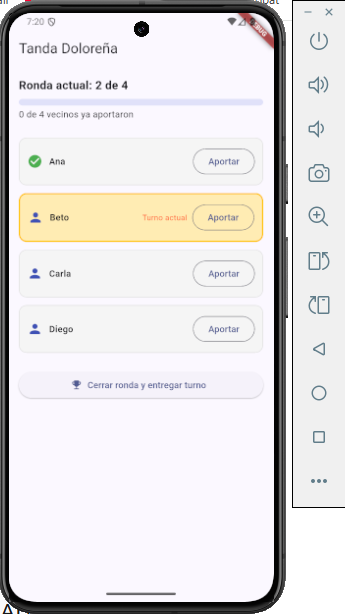 7:20
Tanda Doloreña
Ronda actual: 2 de 4
0 de 4 vecinos ya aportaron
Ana Aportar
Beto Turno actual Aportar
Carla Aportar
Diego Aportar
Cerrar ronda y entregar turno